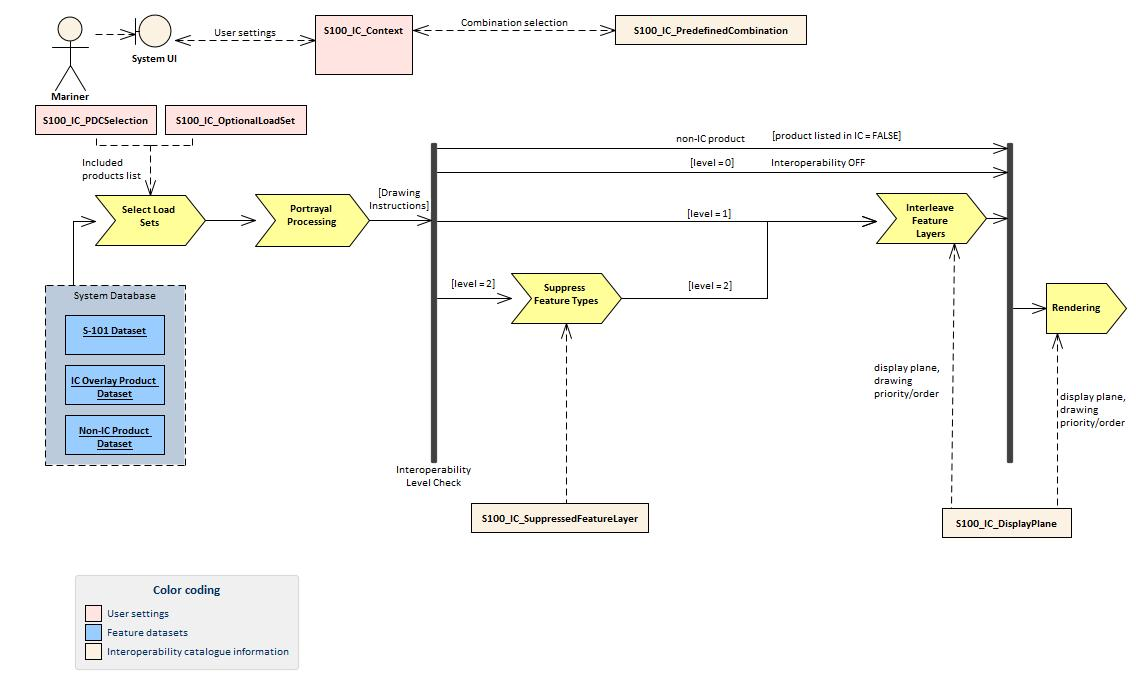 User settings
S100_IC_Context
Combination selection
S100_IC_PredefinedCombination
System UI
Mariner
S100_IC_PDCSelection
S100_IC_OptionalLoadSet
Included
products list
non-IC product
[product listed in IC = FALSE]
[level = 0]
Interoperability OFF
Select Load
Sets
Portrayal
Processing
[Drawing
Instructions]
[level = 1]
Interleave
Feature
Layers
[level = 2]
Suppress
Feature Types
[level = 2]
System Database
S-101 Dataset
IC Overlay Product
Dataset
Non-IC Product
Dataset
Rendering
display plane,
drawing
priority/order
display plane,
drawing
priority/order
Interoperability
Level Check
S100_IC_SuppressedFeatureLayer
S100_IC_DisplayPlane
Color coding
User settings
Feature datasets
Interoperability catalogue information